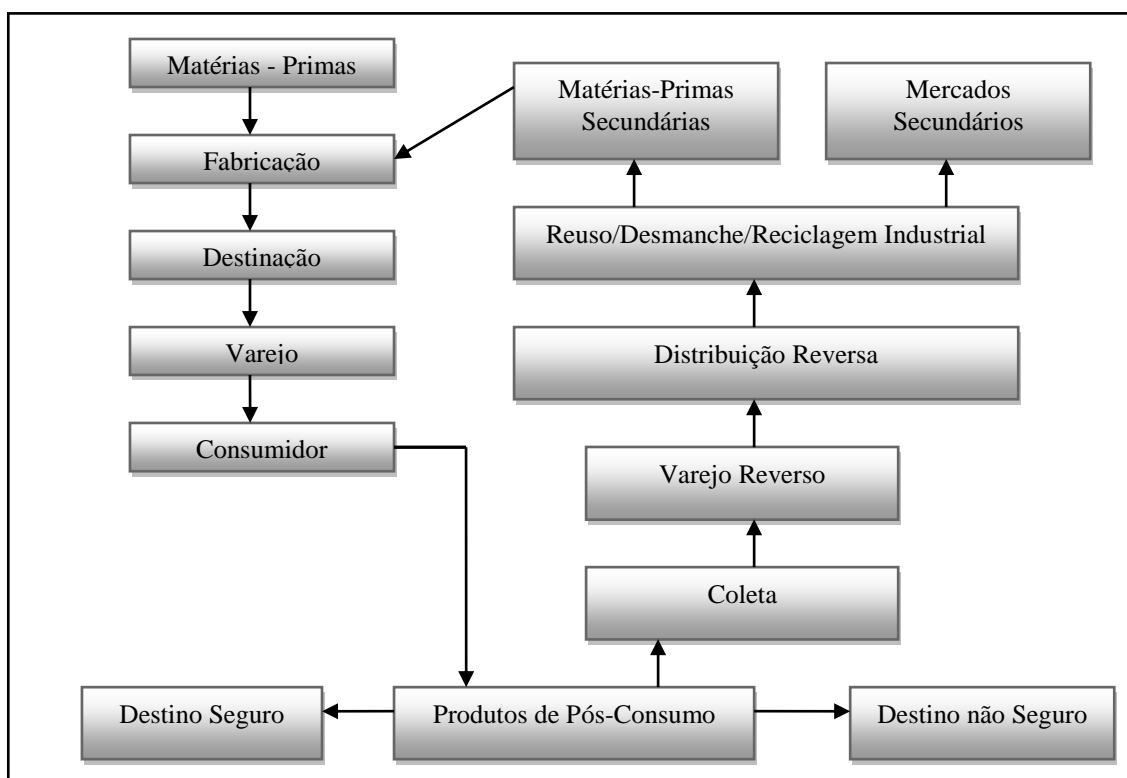 Matérias - Primas
Fabricação
Destinação
Varejo
Consumidor
Matérias-Primas
Secundárias
Mercados
Secundários
Reuso/Desmanche/Reciclagem Industrial
Distribuição Reversa
Varejo Reverso
Coleta
Destino Seguro
Produtos de Pós-Consumo
Destino não Seguro